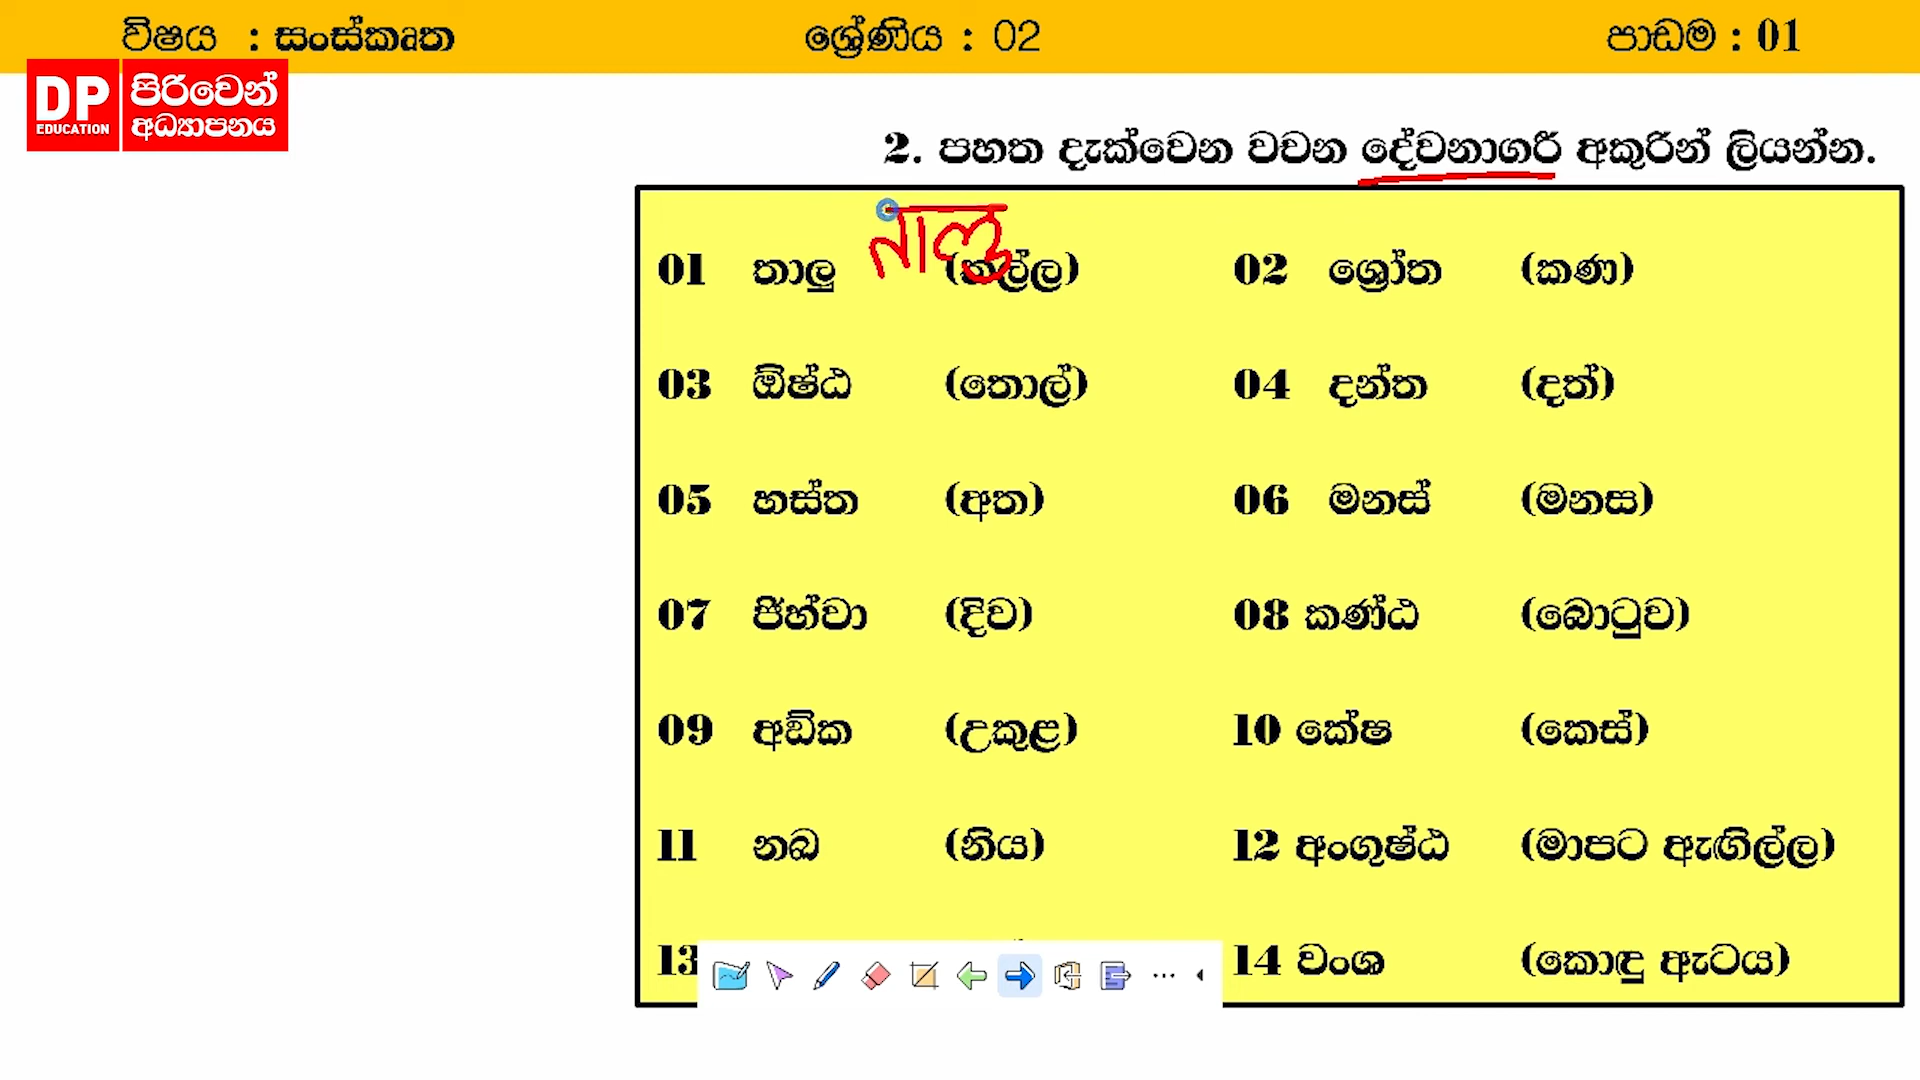 විෂය : සංස්කෘත ශ්‍රේණිය : 02 පාඩම : 01
DP EDUCATION පිරිවෙන් අධ්‍යාපනය
2. පහත දැක්වෙන වචන දේවනාගරී අකුරින් ලියන්න.
तालु
01 තාලු (තල්ල) 02 ශ්‍රෝත (කණ)
03 ඕෂ්ඨ (තොල්) 04 දන්ත (දත්)
05 හස්ත (අත) 06 මනස් (මනස)
07 ජිහ්වා (දිව) 08 කණ්ඨ (බොටුව)
09 අඞ්ක (උකුළ) 10 කේෂ (කෙස්)
11 නඛ (නිය) 12 අංගුෂ්ඨ (මාපට ඇඟිල්ල)
13 14 වංශ (කොඳු ඇටය)